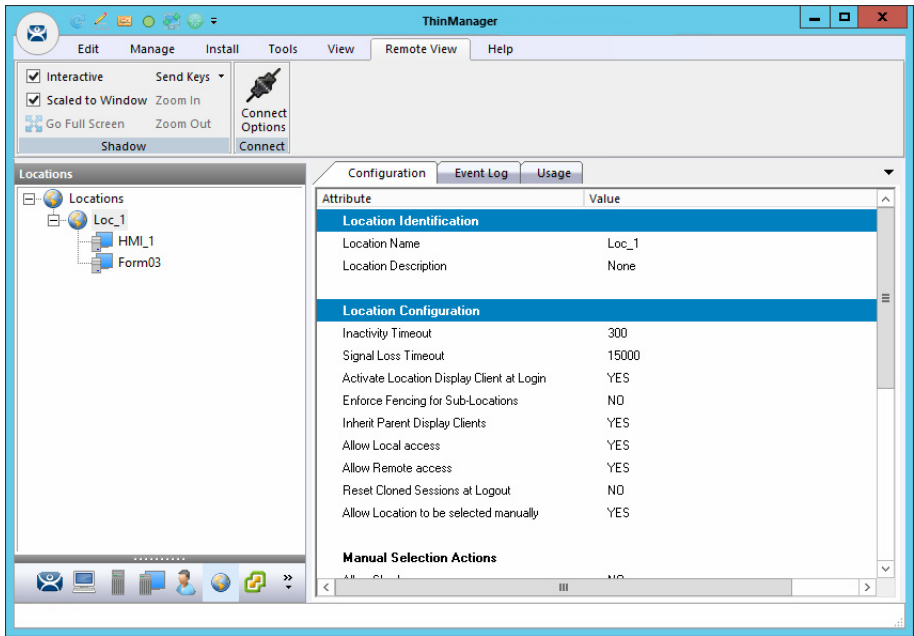 ThinManager
Edit Manage Install Tools View Remote View Help
Interactive Send Keys
Scaled to Window Zoom In
Go Full Screen Zoom Out
Connect Options
Shadow Connect
Locations
Locations
Loc_1
HMI_1
Form03
Configuration Event Log Usage
Attribute Value
Location Identification
Location Name Loc_1
Location Description None
Location Configuration
Inactivity Timeout 300
Signal Loss Timeout 15000
Activate Location Display Client at Login YES
Enforce Fencing for Sub-Locations NO
Inherit Parent Display Clients YES
Allow Local access YES
Allow Remote access YES
Reset Cloned Sessions at Logout NO
Allow Location to be selected manually YES
Manual Selection Actions